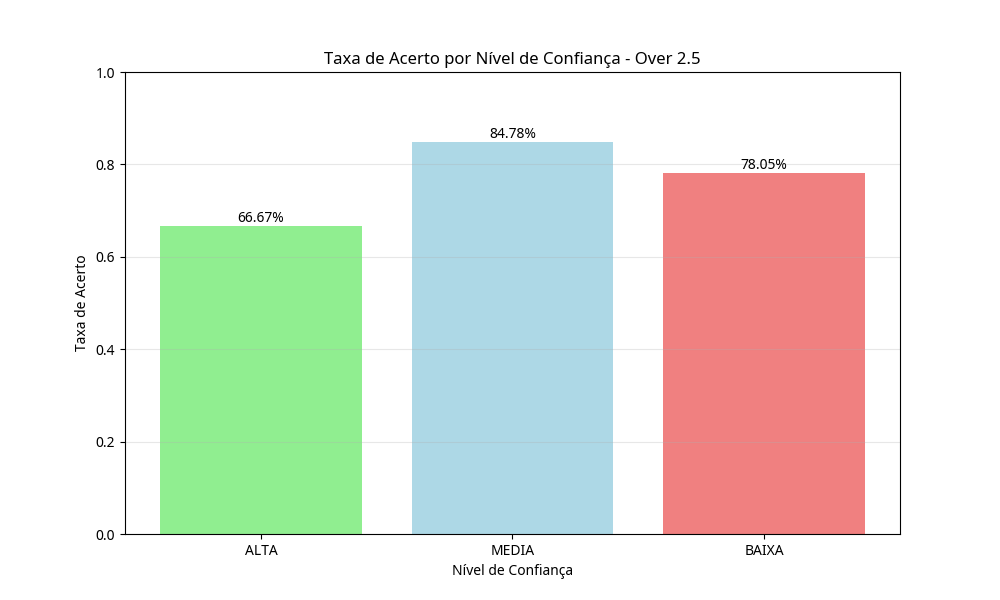 Taxa de Acerto por Nível de Confiança - Over 2.5
1.0
0.8
0.6
0.4
0.2
0.0
Taxa de Acerto
66.67%
84.78%
78.05%
ALTA
MEDIA
BAIXA
Nível de Confiança